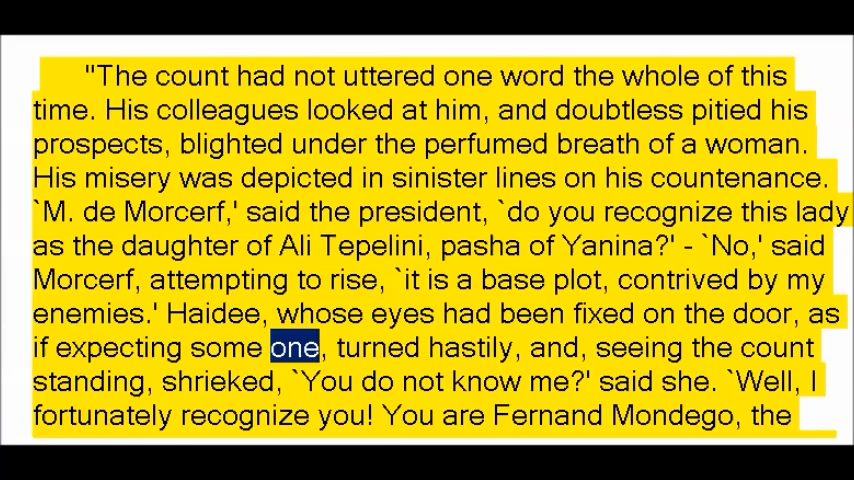 "The count had not uttered one word the whole of this
time. His colleagues looked at him, and doubtless pitied his
prospects, blighted under the perfumed breath of a woman.
His misery was depicted in sinister lines on his countenance.
`M. de Morcerf,' said the president, `do you recognize this lady
as the daughter of Ali Tepelini, pasha of Yanina?' - `No,' said
Morcerf, attempting to rise, `it is a base plot, contrived by my
enemies.' Haidee, whose eyes had been fixed on the door, as
if expecting some one, turned hastily, and, seeing the count
standing, shrieked, `You do not know me?' said she. `Well, I
fortunately recognize you! You are Fernand Mondego, the